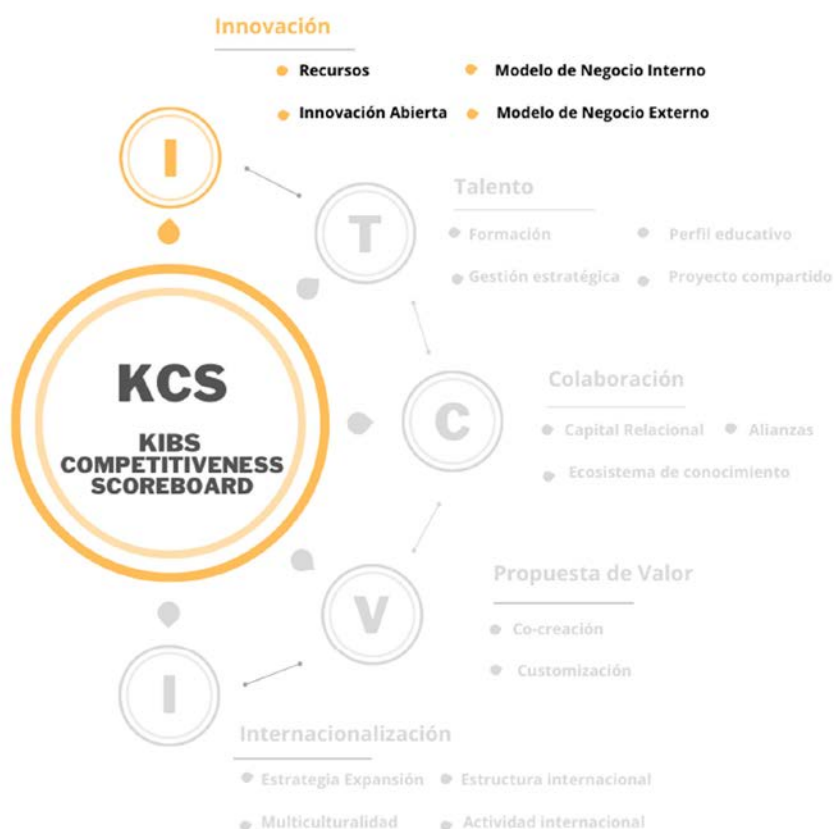 Innovación
Recursos
Modelo de Negocio Interno
Innovación Abierta
Modelo de Negocio Externo
I
T
Talento
Formación
Perfil educativo
Gestión estratégica
Proyecto compartido
KCS
KIBS
COMPETITIVENESS
SCOREBOARD
C
Colaboración
Capital Relacional
Alianzas
Ecosistema de conocimiento
V
Propuesta de Valor
Co-creación
Customización
I
Internacionalización
Estrategia Expansión
Estructura internacional
Multiculturalidad
Actividad internacional